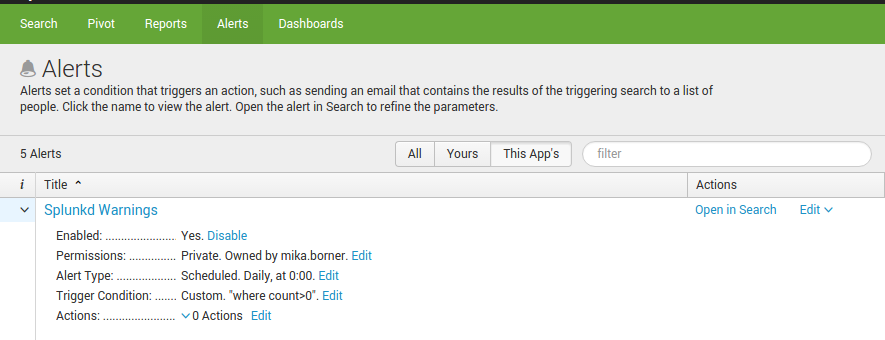 Search Pivot Reports Alerts Dashboards
Alerts
Alerts set a condition that triggers an action, such as sending an email that contains the results of the triggering search to a list of
people. Click the name to view the alert. Open the alert in Search to refine the parameters.
5 Alerts All Yours This App's filter
i Title Actions
Splunkd Warnings Open in Search Edit
Enabled: ....................... Yes. Disable
Permissions: ............... Private. Owned by mika.borner. Edit
Alert Type: ................... Scheduled. Daily, at 0:00. Edit
Trigger Condition: ....... Custom. "where count>0". Edit
Actions: ........................ 0 Actions Edit